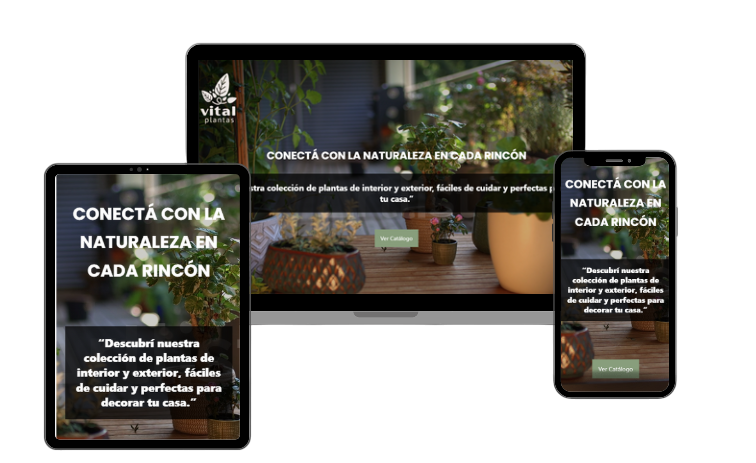 vital
plantas
CONECTÁ CON LA NATURALEZA EN CADA RINCÓN
colección de plantas de interior y exterior, fáciles de cuidar y perfectas
tu casa.”
Ver Catálogo
CONECTÁ CON LA
NATURALEZA EN
CADA RINCÓN
“Descubrí nuestra
colección de plantas de
interior y exterior, fáciles
de cuidar y perfectas para
decorar tu casa.”
CONECTÁ CON LA
NATURALEZA EN
CADA RINCÓN
“Descubrí nuestra
colección de plantas de
interior y exterior, fáciles
de cuidar y perfectas para
decorar tu casa.”
Ver Catálogo